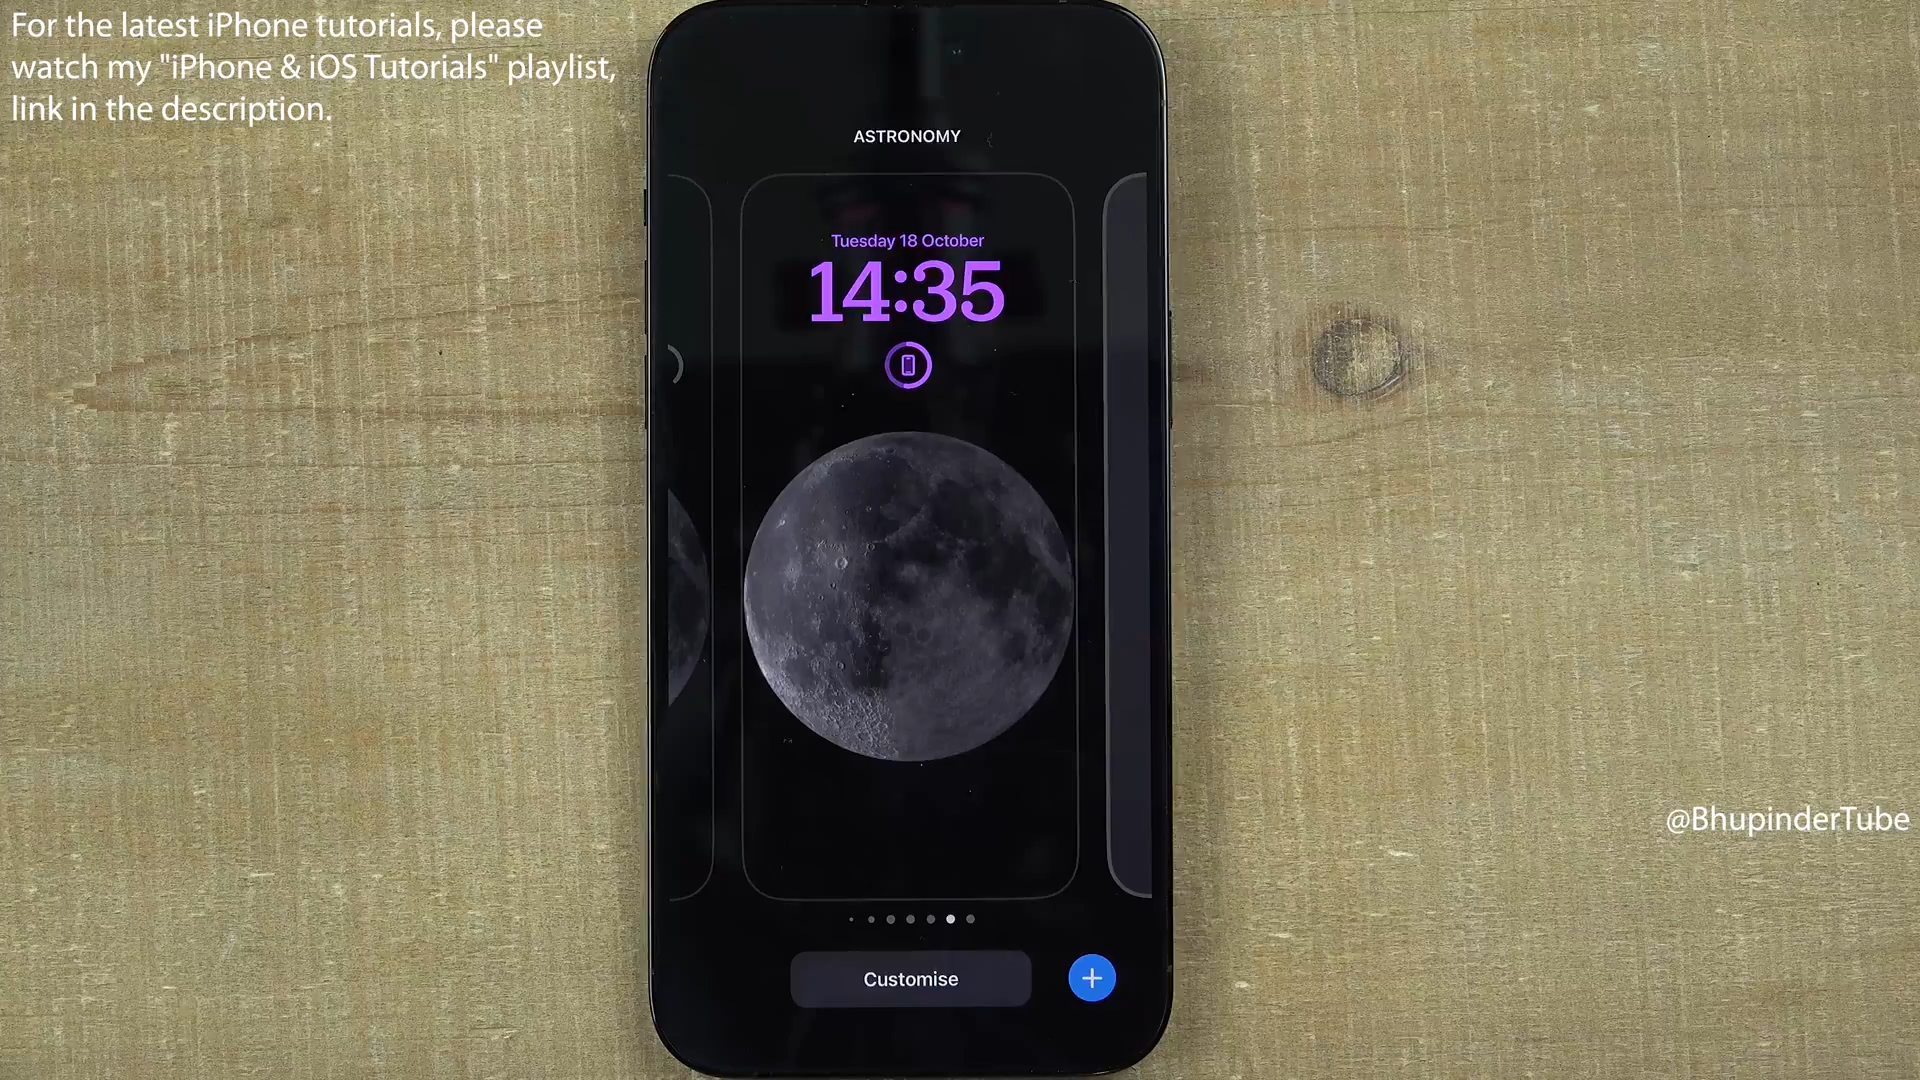 For the latest iPhone tutorials, please
watch my "iPhone & iOS Tutorials" playlist,
link in the description.
ASTRONOMY
Tuesday 18 October
14:35
Customise
@BhupinderTube